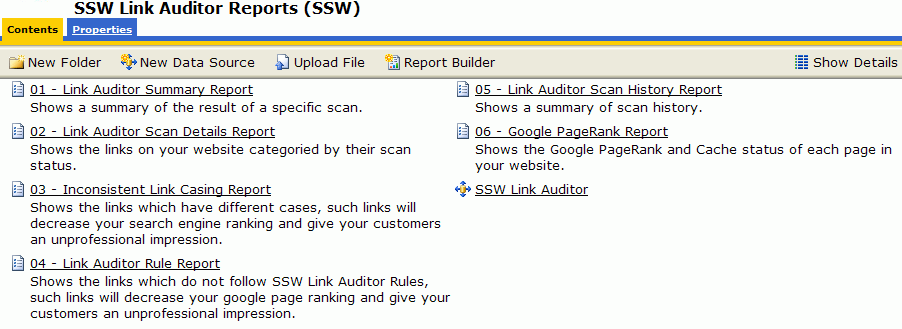 SSW Link Auditor Reports (SSW)
Contents Properties
New Folder New Data Source Upload File Report Builder Show Details
01 - Link Auditor Summary Report
Shows a summary of the result of a specific scan.
02 - Link Auditor Scan Details Report
Shows the links on your website categoried by their scan
status.
03 - Inconsistent Link Casing Report
Shows the links which have different cases, such links will
decrease your search engine ranking and give your customers
an unprofessional impression.
04 - Link Auditor Rule Report
Shows the links which do not follow SSW Link Auditor Rules,
such links will decrease your google page ranking and give your
customers an unprofessional impression.
05 - Link Auditor Scan History Report
Shows a summary of scan history.
06 - Google PageRank Report
Shows the Google PageRank and Cache status of each page in
your website.
SSW Link Auditor